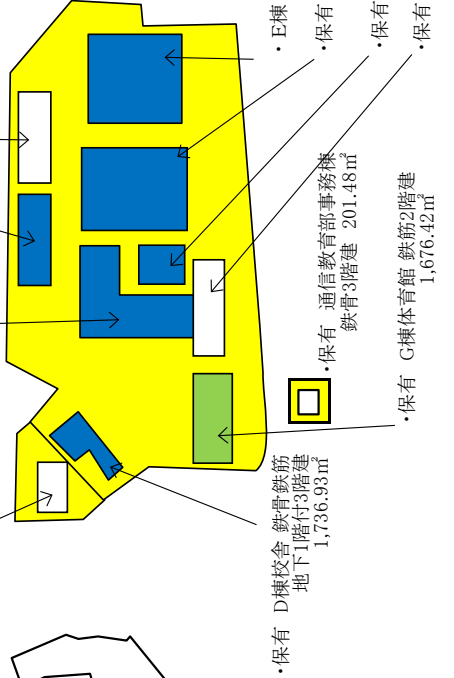 ・E棟
・保有
・保有
・保有
・保有　通信教育部事務棟
鉄骨3階建　201.48㎡
・保有　G棟体育館 鉄筋2階建
1,676.42㎡
・保有　D棟校舎 鉄骨鉄筋
地下1階付3階建
1,736.93㎡